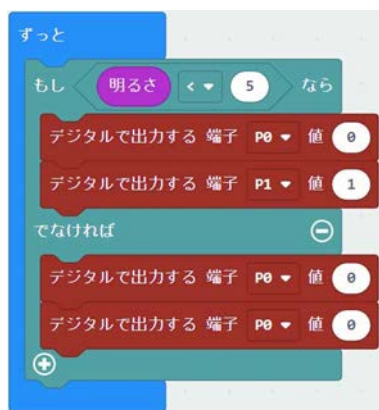 ずっと
もし 明るさ < 5 なら
デジタルで出力する 端子 P0 値 0
デジタルで出力する 端子 P1 値 1
でなければ
デジタルで出力する 端子 P0 値 0
デジタルで出力する 端子 P0 値 0